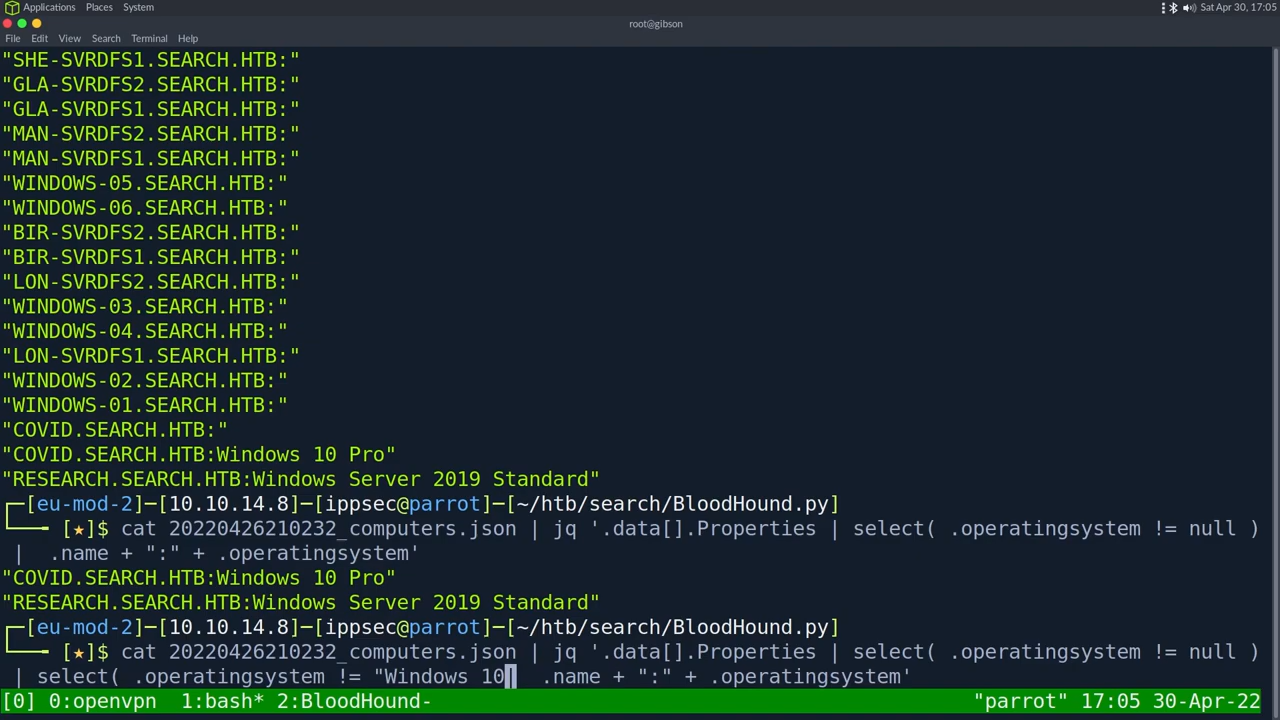 Applications Places System
Sat Apr 30, 17:05
root@gibson
File Edit View Search Terminal Help
"SHE-SVRDFS1.SEARCH.HTB:"
"GLA-SVRDFS2.SEARCH.HTB:"
"GLA-SVRDFS1.SEARCH.HTB:"
"MAN-SVRDFS2.SEARCH.HTB:"
"MAN-SVRDFS1.SEARCH.HTB:"
"WINDOWS-05.SEARCH.HTB:"
"WINDOWS-06.SEARCH.HTB:"
"BIR-SVRDFS2.SEARCH.HTB:"
"BIR-SVRDFS1.SEARCH.HTB:"
"LON-SVRDFS2.SEARCH.HTB:"
"WINDOWS-03.SEARCH.HTB:"
"WINDOWS-04.SEARCH.HTB:"
"LON-SVRDFS1.SEARCH.HTB:"
"WINDOWS-02.SEARCH.HTB:"
"WINDOWS-01.SEARCH.HTB:"
"COVID.SEARCH.HTB:"
"COVID.SEARCH.HTB:Windows 10 Pro"
"RESEARCH.SEARCH.HTB:Windows Server 2019 Standard"
┌─[eu-mod-2]─[10.10.14.8]─[ippsec@parrot]─[~/htb/search/BloodHound.py]
└──╼ [★]$ cat 20220426210232_computers.json | jq '.data[].Properties | select( .operatingsystem != null )
|  .name + ":" + .operatingsystem'
"COVID.SEARCH.HTB:Windows 10 Pro"
"RESEARCH.SEARCH.HTB:Windows Server 2019 Standard"
┌─[eu-mod-2]─[10.10.14.8]─[ippsec@parrot]─[~/htb/search/BloodHound.py]
└──╼ [★]$ cat 20220426210232_computers.json | jq '.data[].Properties | select( .operatingsystem != null )
| select( .operatingsystem != "Windows 10|  .name + ":" + .operatingsystem'
[0] 0:openvpn  1:bash* 2:BloodHound-
"parrot" 17:05 30-Apr-22